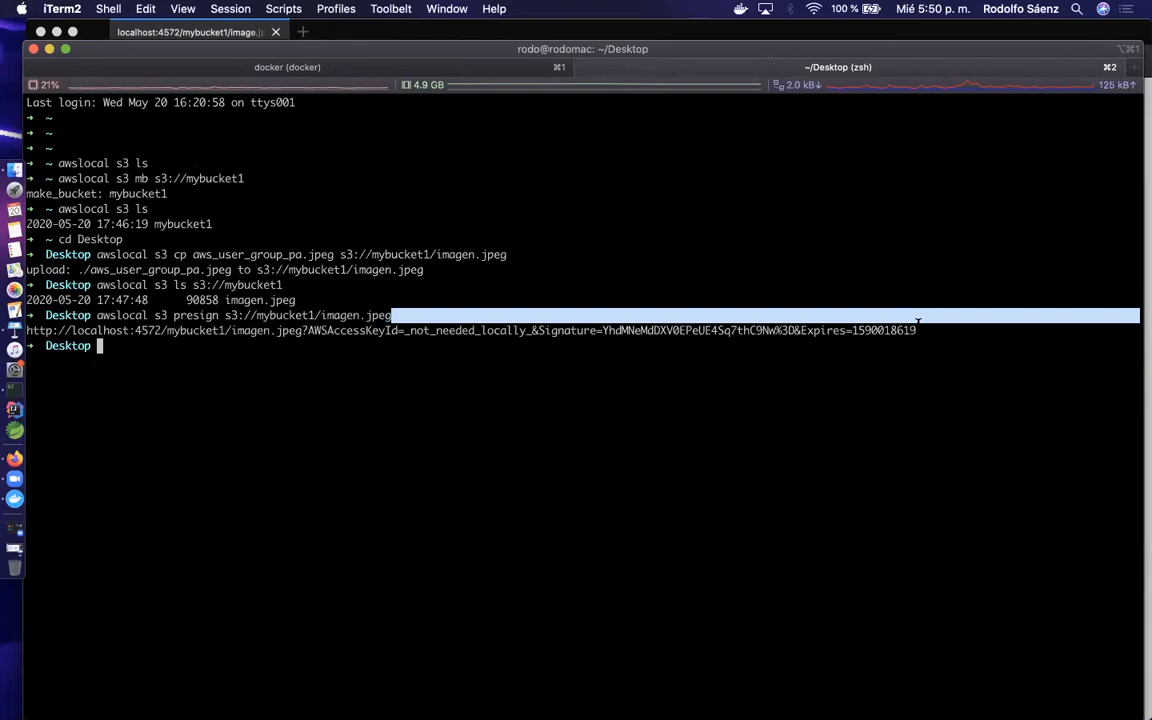 iTerm2 Shell Edit View Session Scripts Profiles Toolbelt Window Help 100 % Mié 5:50 p. m. Rodolfo Sáenz
localhost:4572/mybucket1/image.j
rodo@rodomac: ~/Desktop ⌥⌘1
docker (docker) ⌘1 ~/Desktop (zsh) ⌘2
21% 4.9 GB 2.0 kB↓ 125 kB↑
Last login: Wed May 20 16:20:58 on ttys001
→ ~
→ ~
→ ~
→ ~ awslocal s3 ls
→ ~ awslocal s3 mb s3://mybucket1
make_bucket: mybucket1
→ ~ awslocal s3 ls
2020-05-20 17:46:19 mybucket1
→ ~ cd Desktop
→ Desktop awslocal s3 cp aws_user_group_pa.jpeg s3://mybucket1/imagen.jpeg
upload: ./aws_user_group_pa.jpeg to s3://mybucket1/imagen.jpeg
→ Desktop awslocal s3 ls s3://mybucket1
2020-05-20 17:47:48 90858 imagen.jpeg
→ Desktop awslocal s3 presign s3://mybucket1/imagen.jpeg
http://localhost:4572/mybucket1/imagen.jpeg?AWSAccessKeyId=_not_needed_locally_&Signature=YhdMNeMdDXV0EPeUE4Sq7thC9Nw%3D&Expires=1590018619
→ Desktop